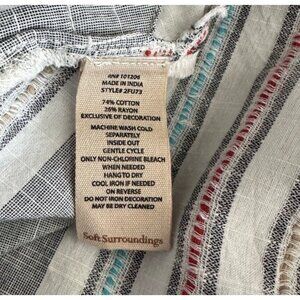 RN# 101206
MADE IN INDIA
STYLE# 2FU73
74% COTTON
26% RAYON
EXCLUSIVE OF DECORATION
MACHINE WASH COLD
SEPARATELY
INSIDE OUT
GENTLE CYCLE
ONLY NON-CHLORINE BLEACH
WHEN NEEDED
HANG TO DRY
COOL IRON IF NEEDED
ON REVERSE
DO NOT IRON DECORATION
MAY BE DRY CLEANED
Soft Surroundings